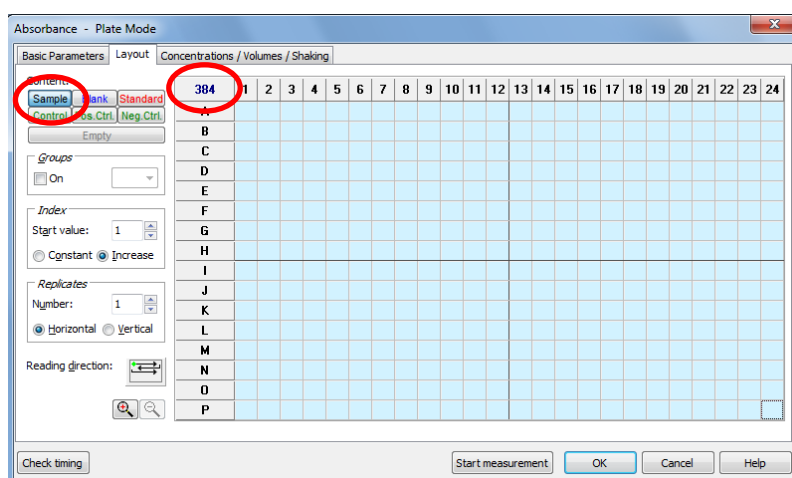 Absorbance - Plate Mode
Basic Parameters Layout Concentrations / Volumes / Shaking
Content:
Sample Blank Standard
Control Pos.Ctrl. Neg.Ctrl.
Empty
Groups
On
Index
Start value: 1
Constant Increase
Replicates
Number: 1
Horizontal Vertical
Reading direction:
384 1 2 3 4 5 6 7 8 9 10 11 12 13 14 15 16 17 18 19 20 21 22 23 24
A
B
C
D
E
F
G
H
I
J
K
L
M
N
O
P
Check timing Start measurement OK Cancel Help